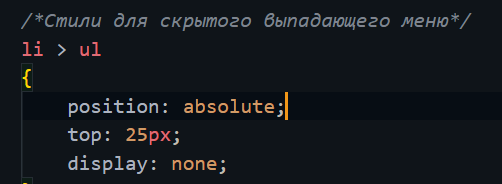 /*Стили для скрытого выпадающего меню*/
li > ul
{
position: absolute;
top: 25px;
display: none;